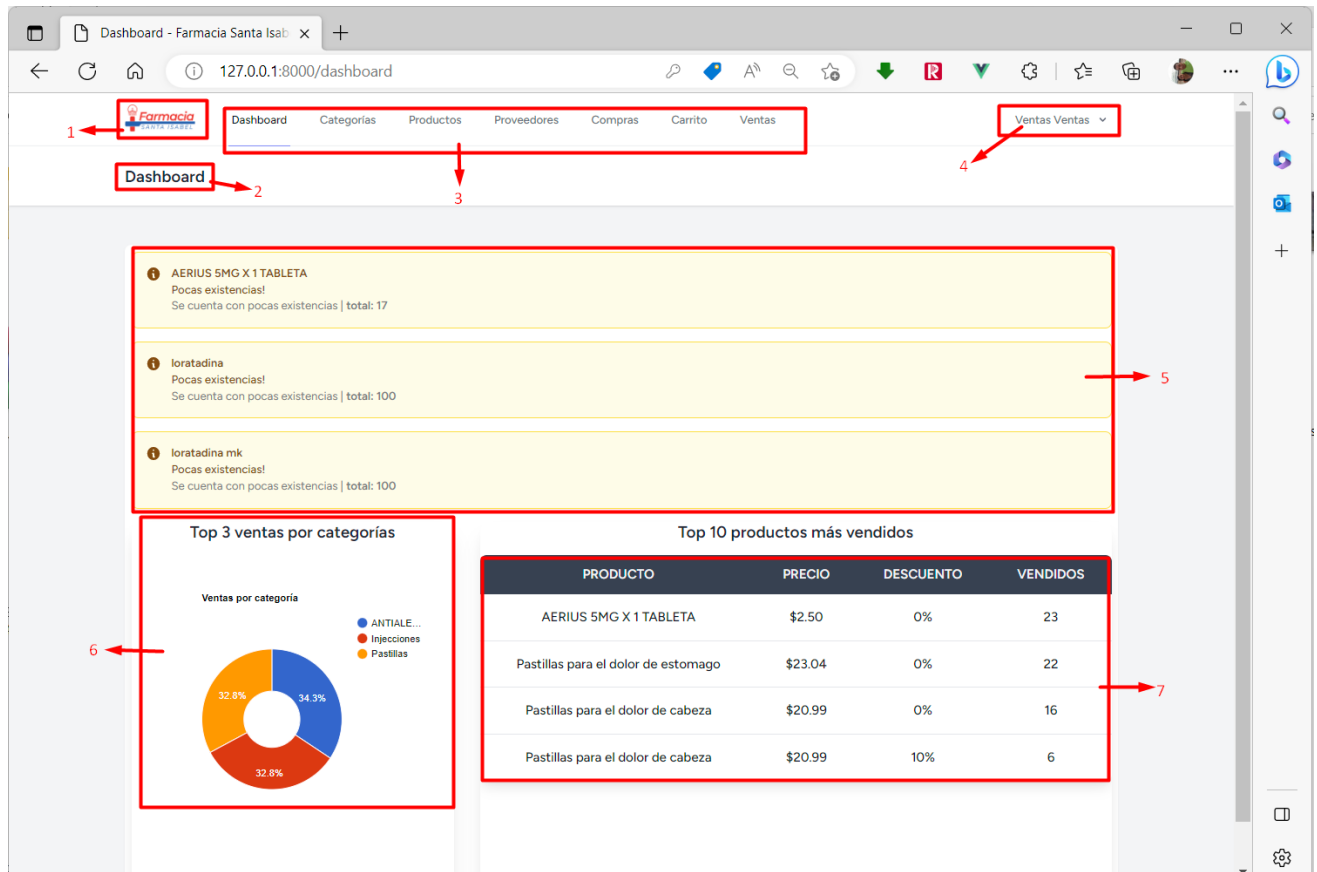 Dashboard - Farmacia Santa Isab
127.0.0.1:8000/dashboard
Farmacia
SANTA ISABEL
Dashboard Categorías Productos Proveedores Compras Carrito Ventas
Ventas Ventas
1
3
4
Dashboard
2
AERIUS 5MG X 1 TABLETA
Pocas existencias!
Se cuenta con pocas existencias | total: 17
loratadina
Pocas existencias!
Se cuenta con pocas existencias | total: 100
5
loratadina mk
Pocas existencias!
Se cuenta con pocas existencias | total: 100
Top 3 ventas por categorías
Ventas por categoría
ANTIALE...
Injecciones
Pastillas
32.8%
34.3%
32.8%
6
Top 10 productos más vendidos
PRODUCTO PRECIO DESCUENTO VENDIDOS
AERIUS 5MG X 1 TABLETA $2.50 0% 23
Pastillas para el dolor de estomago $23.04 0% 22
Pastillas para el dolor de cabeza $20.99 0% 16
Pastillas para el dolor de cabeza $20.99 10% 6
7